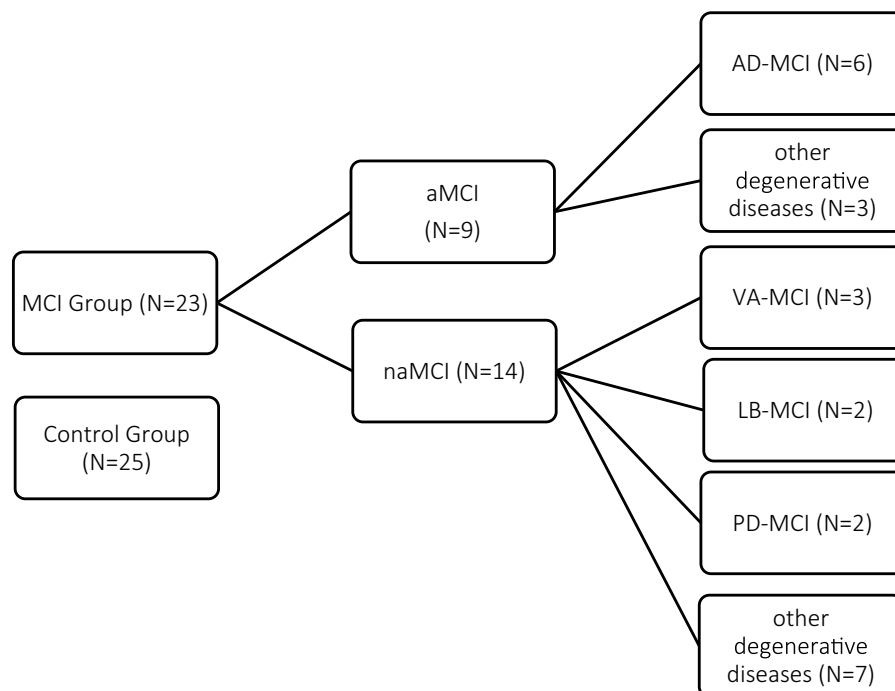 MCI Group (N=23)
Control Group
(N=25)
aMCI
(N=9)
naMCI (N=14)
AD-MCI (N=6)
other
degenerative
diseases (N=3)
VA-MCI (N=3)
LB-MCI (N=2)
PD-MCI (N=2)
other
degenerative
diseases (N=7)